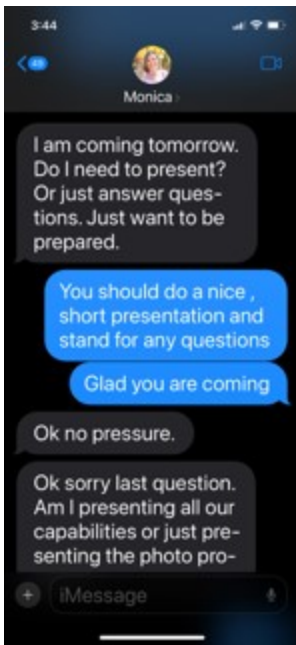 3:44
48
Monica
I am coming tomorrow.
Do I need to present?
Or just answer ques-
tions. Just want to be
prepared.
You should do a nice ,
short presentation and
stand for any questions
Glad you are coming
Ok no pressure.
Ok sorry last question.
Am I presenting all our
capabilities or just pre-
senting the photo pro-
iMessage